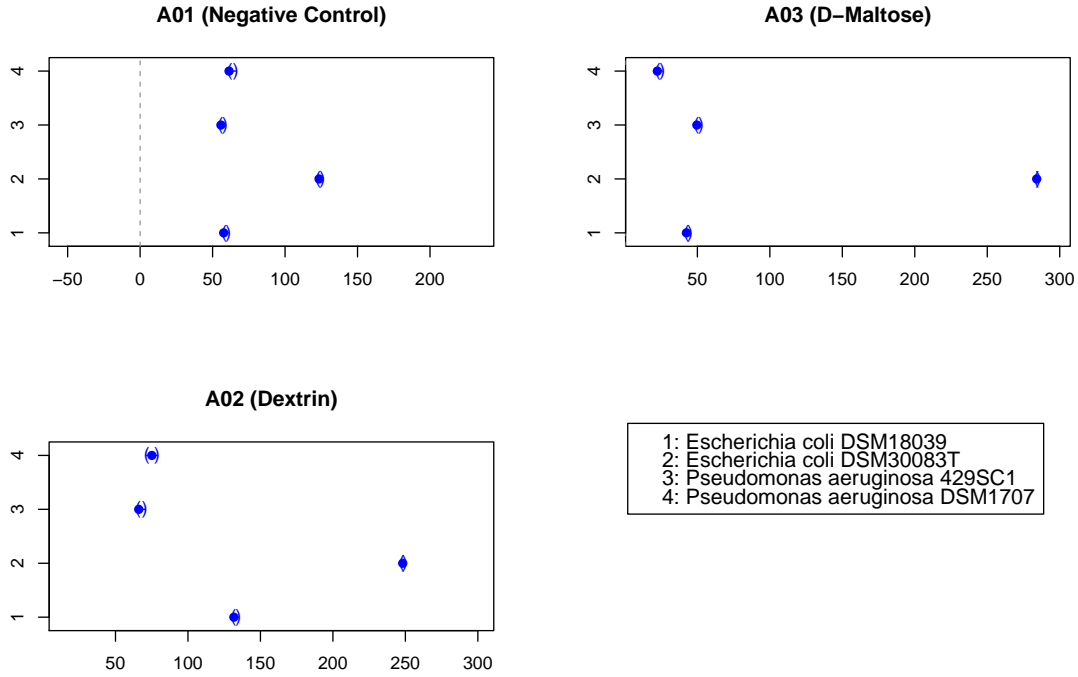 A01 (Negative Control)
4
3
2
1
−50 0 50 100 150 200
A03 (D−Maltose)
4
3
2
1
50 100 150 200 250 300
A02 (Dextrin)
4
3
2
1
50 100 150 200 250 300
1: Escherichia coli DSM18039
2: Escherichia coli DSM30083T
3: Pseudomonas aeruginosa 429SC1
4: Pseudomonas aeruginosa DSM1707